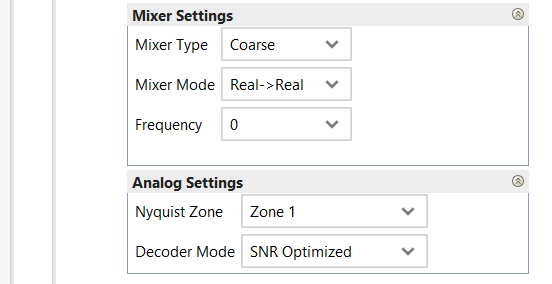 Mixer Settings
Mixer Type Coarse
Mixer Mode Real->Real
Frequency 0
Analog Settings
Nyquist Zone Zone 1
Decoder Mode SNR Optimized